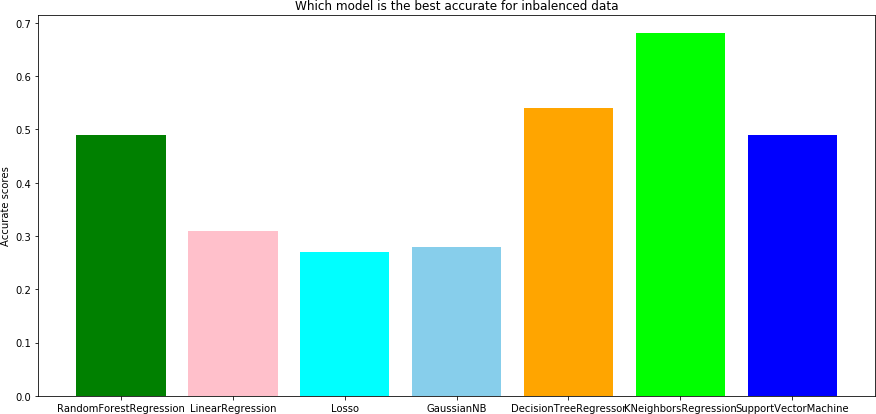 Which model is the best accurate for inbalenced data
Accurate scores
0.7
0.6
0.5
0.4
0.3
0.2
0.1
0.0
RandomForestRegression LinearRegression Losso GaussianNB DecisionTreeRegressor KNeighborsRegression SupportVectorMachine